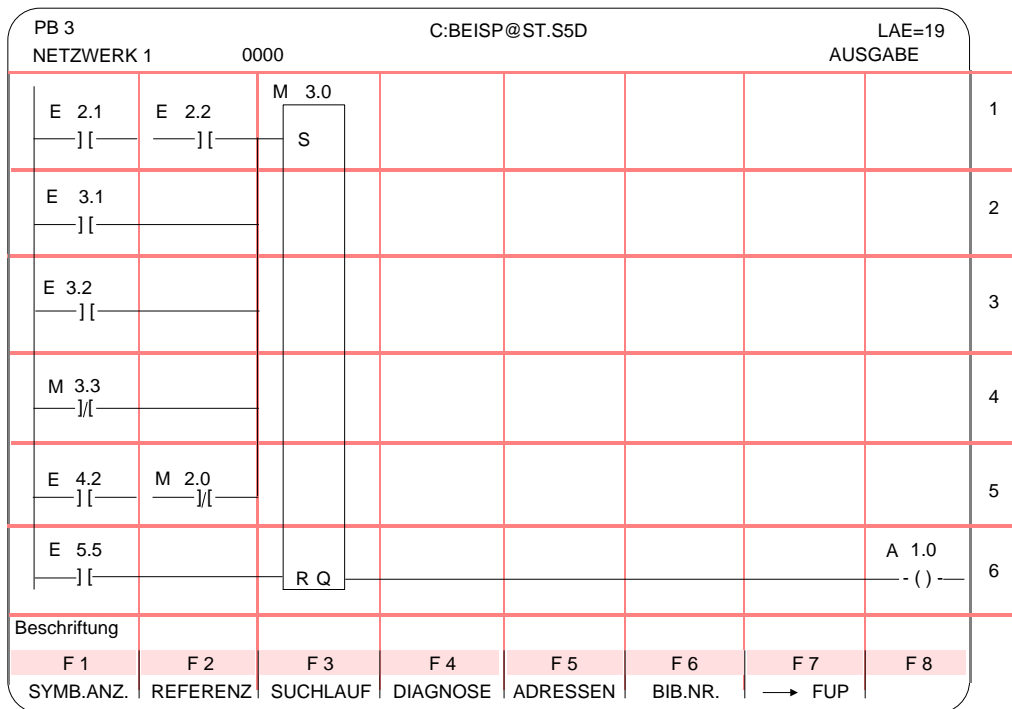 PB 3 C:BEISP@ST.S5D LAE=19
NETZWERK 1 0000 AUSGABE
M 3.0
E 2.1 E 2.2 1
] [ ] [ S
E 3.1 2
] [
E 3.2 3
] [
M 3.3 4
]/[
E 4.2 M 2.0 5
] [ ]/[
E 5.5 A 1.0 6
] [ R Q - ( ) -
Beschriftung
F 1 F 2 F 3 F 4 F 5 F 6 F 7 F 8
SYMB.ANZ. REFERENZ SUCHLAUF DIAGNOSE ADRESSEN BIB.NR. → FUP